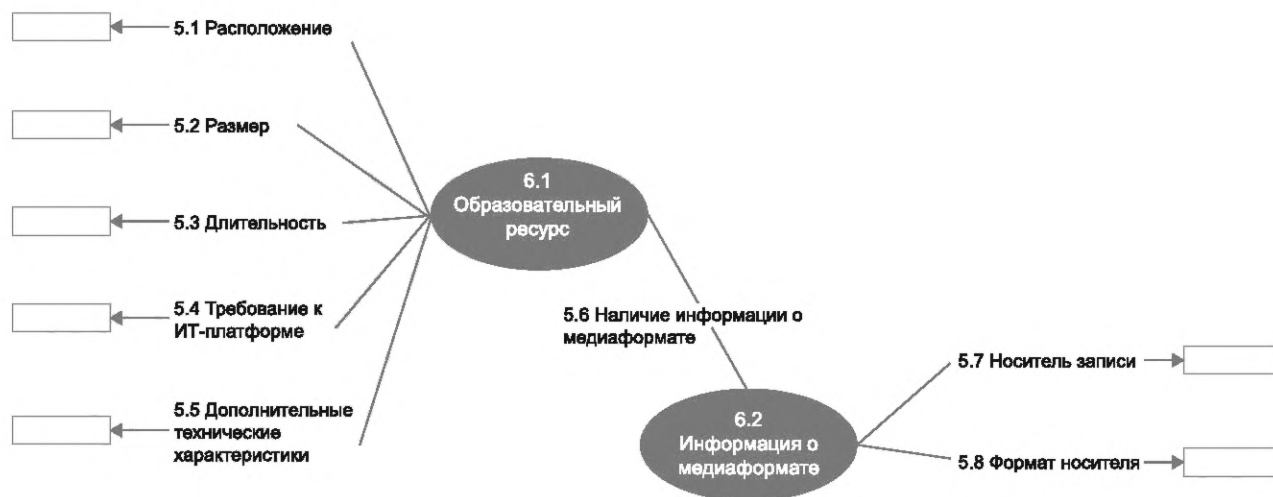 5.1 Расположение
5.2 Размер
5.3 Длительность
5.4 Требование к
ИТ-платформе
5.5 Дополнительные
технические
характеристики
6.1
Образовательный
ресурс
5.6 Наличие информации о
медиаформате
6.2
Информация о
медиаформате
5.7 Носитель записи
5.8 Формат носителя